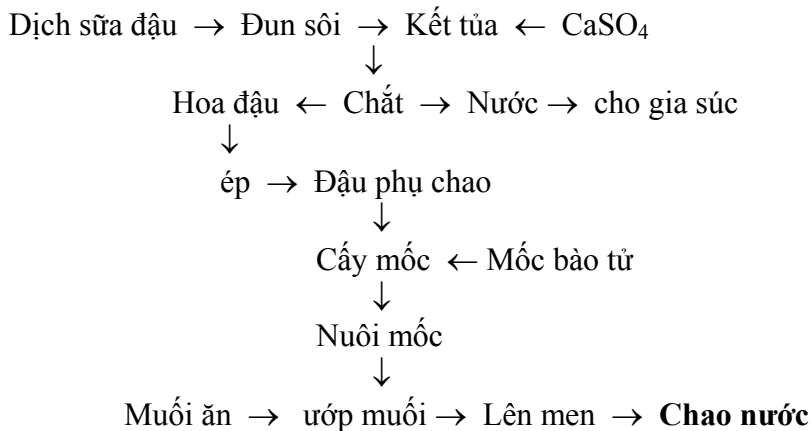 Dịch sữa đậu → Đun sôi → Kết tủa ← CaSO₄
↓
Hoa đậu ← Chắt → Nước → cho gia súc
↓
ép → Đậu phụ chao
↓
Cấy mốc ← Mốc bào tử
↓
Nuôi mốc
↓
Muối ăn → ướp muối → Lên men → Chao nước